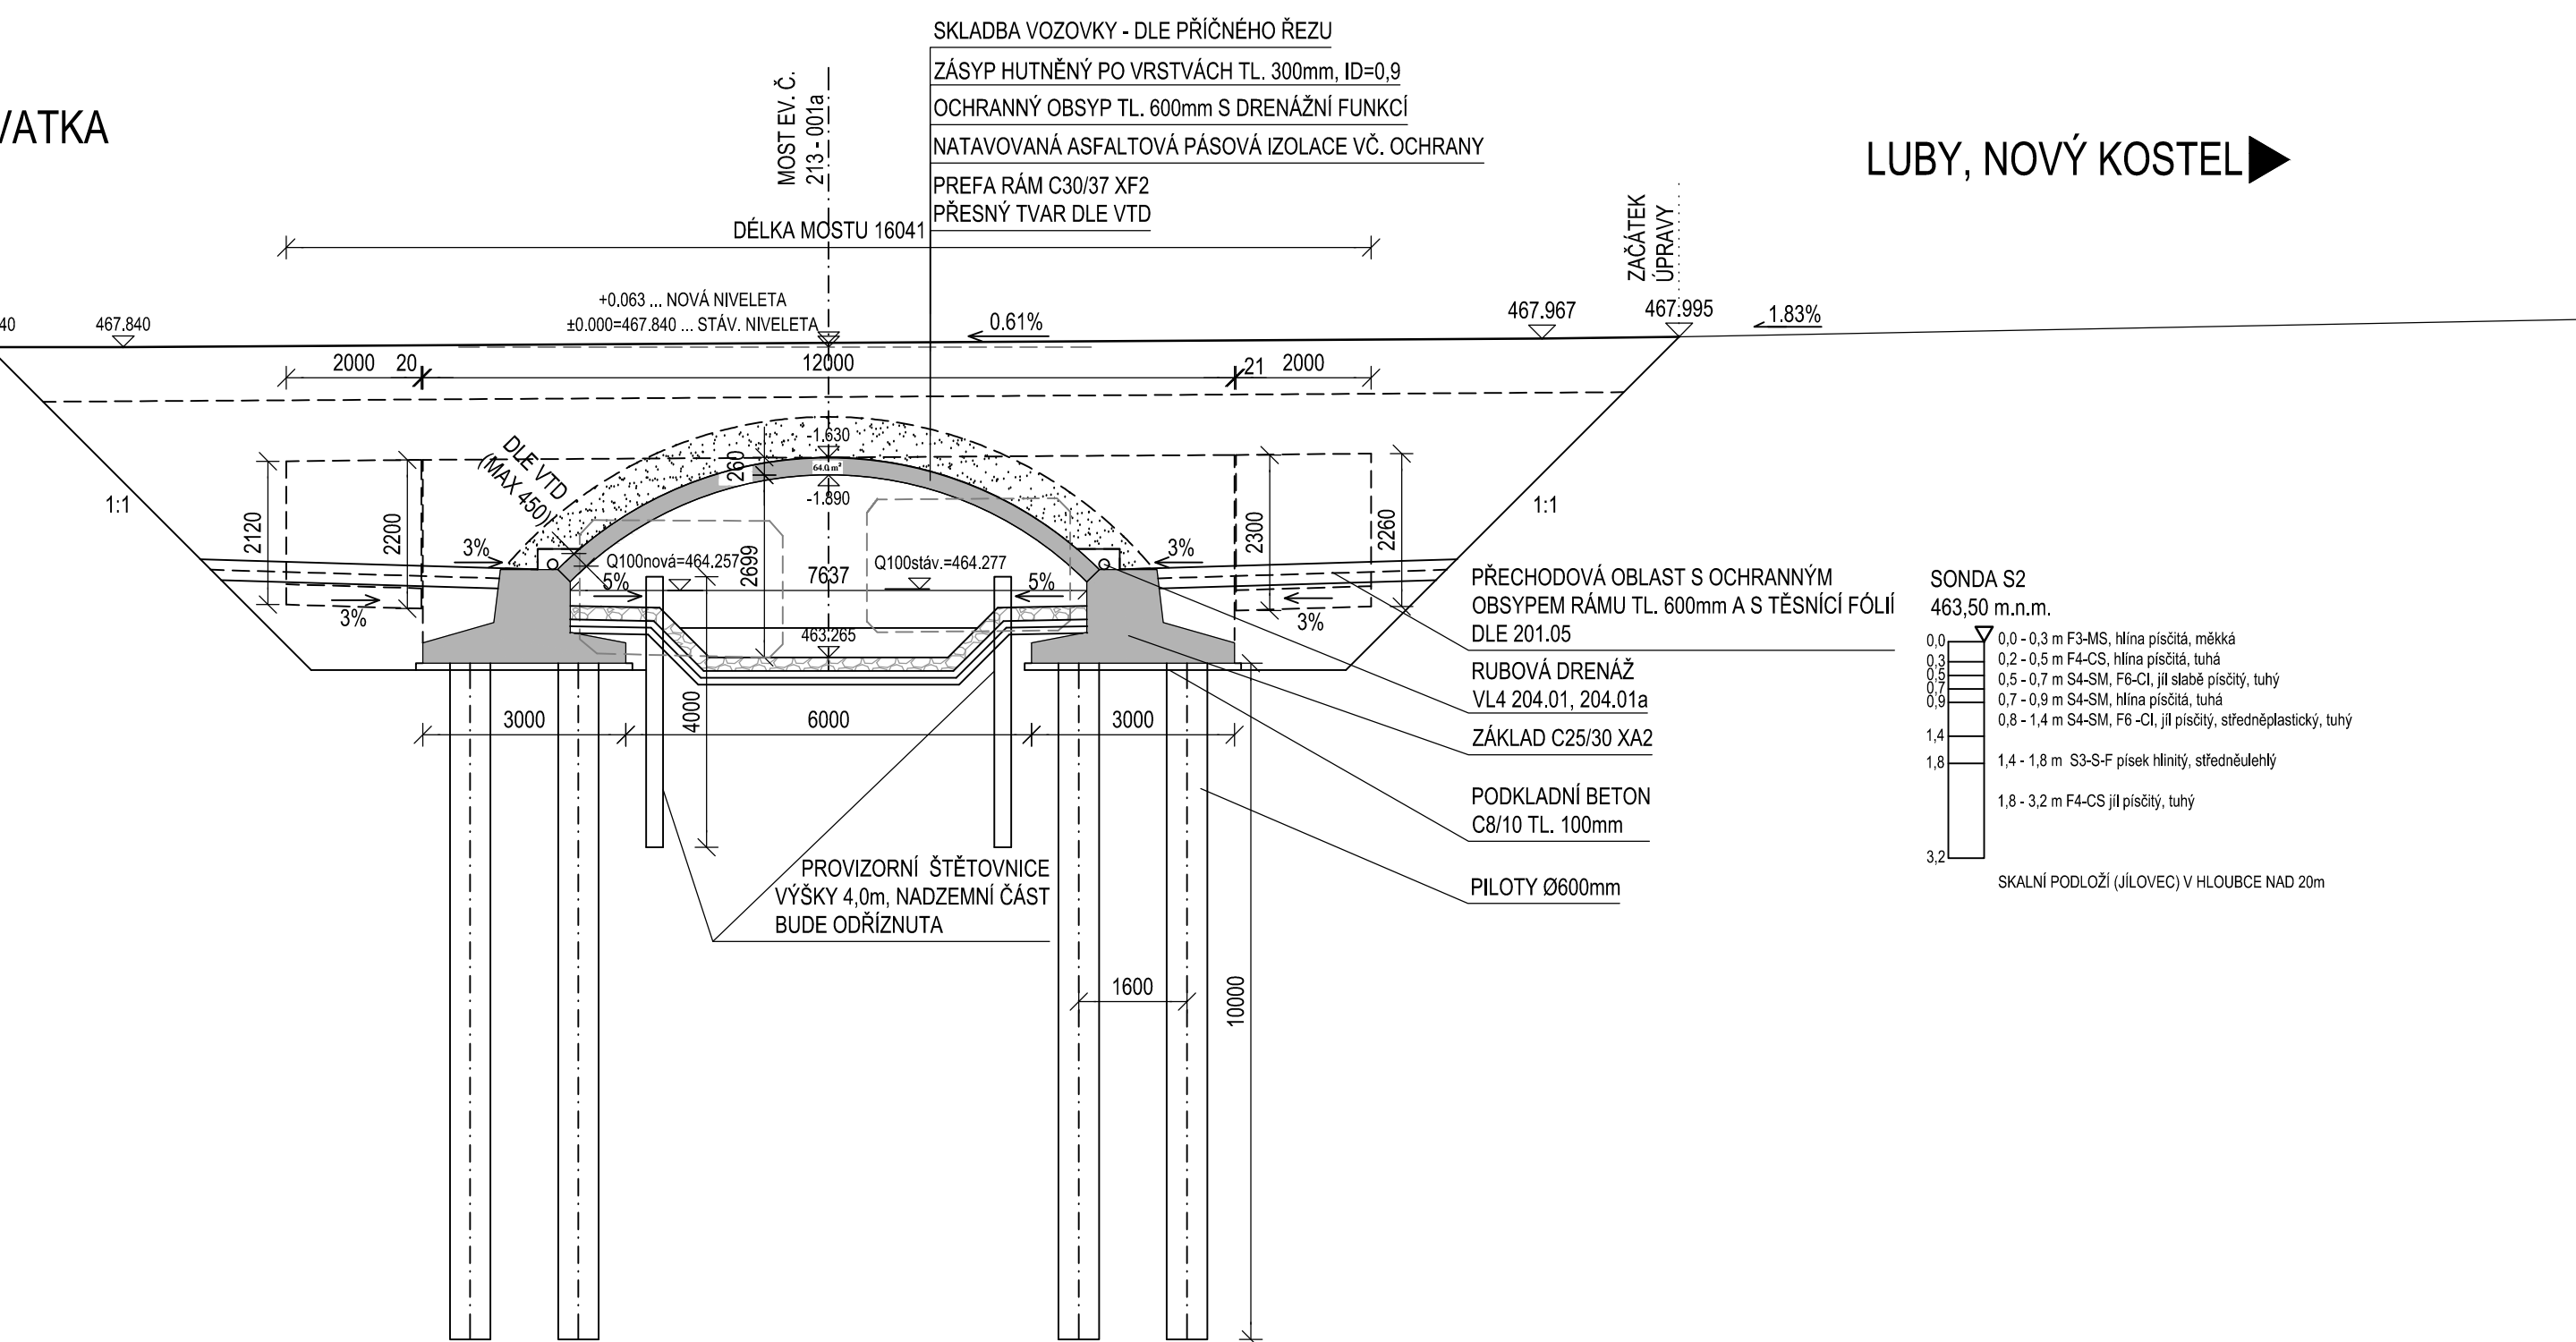 SKLADBA VOZOVKY - DLE PŘÍČNÉHO ŘEZU
ZÁSYP HUTNĚNÝ PO VRSTVÁCH TL. 300mm, ID=0,9
OCHRANNÝ OBSYP TL. 600mm S DRENÁŽNÍ FUNKCÍ
NATAVOVANÁ ASFALTOVÁ PÁSOVÁ IZOLACE VČ. OCHRANY
PREFA RÁM C30/37 XF2
PŘESNÝ TVAR DLE VTD
VATKA
MOST EV. Č.
213 - 001a
LUBY, NOVÝ KOSTEL
ZAČÁTEK
ÚPRAVY
DÉLKA MOSTU 16041
+0.063 ... NOVÁ NIVELETA
±0.000=467.840 ... STÁV. NIVELETA
40
467.840
0.61%
467.967
467.995
1.83%
2000
20
12000
21
2000
-1.630
260
64.0 m²
-1.890
DLE VTD
(MAX 450)
1:1
1:1
2120
2200
2300
2260
3%
3%
3%
3%
Q100nová=464.257
2699
7637
Q100stáv.=464.277
5%
5%
463.265
3000
4000
6000
3000
PROVIZORNÍ ŠTĚTOVNICE
VÝŠKY 4,0m, NADZEMNÍ ČÁST
BUDE ODŘÍZNUTA
1600
10000
PŘECHODOVÁ OBLAST S OCHRANNÝM
OBSYPEM RÁMU TL. 600mm A S TĚSNÍCÍ FÓLIÍ
DLE 201.05
RUBOVÁ DRENÁŽ
VL4 204.01, 204.01a
ZÁKLAD C25/30 XA2
PODKLADNÍ BETON
C8/10 TL. 100mm
PILOTY Ø600mm
SONDA S2
463,50 m.n.m.
0,0
0,3
0,5
0,7
0,9
1,4
1,8
3,2
0,0 - 0,3 m F3-MS, hlína písčitá, měkká
0,2 - 0,5 m F4-CS, hlína písčitá, tuhá
0,5 - 0,7 m S4-SM, F6-CI, jíl slabě písčitý, tuhý
0,7 - 0,9 m S4-SM, hlína písčitá, tuhá
0,8 - 1,4 m S4-SM, F6 -CI, jíl písčitý, středněplastický, tuhý
1,4 - 1,8 m S3-S-F písek hlinitý, středněulehlý
1,8 - 3,2 m F4-CS jíl písčitý, tuhý
SKALNÍ PODLOŽÍ (JÍLOVEC) V HLOUBCE NAD 20m